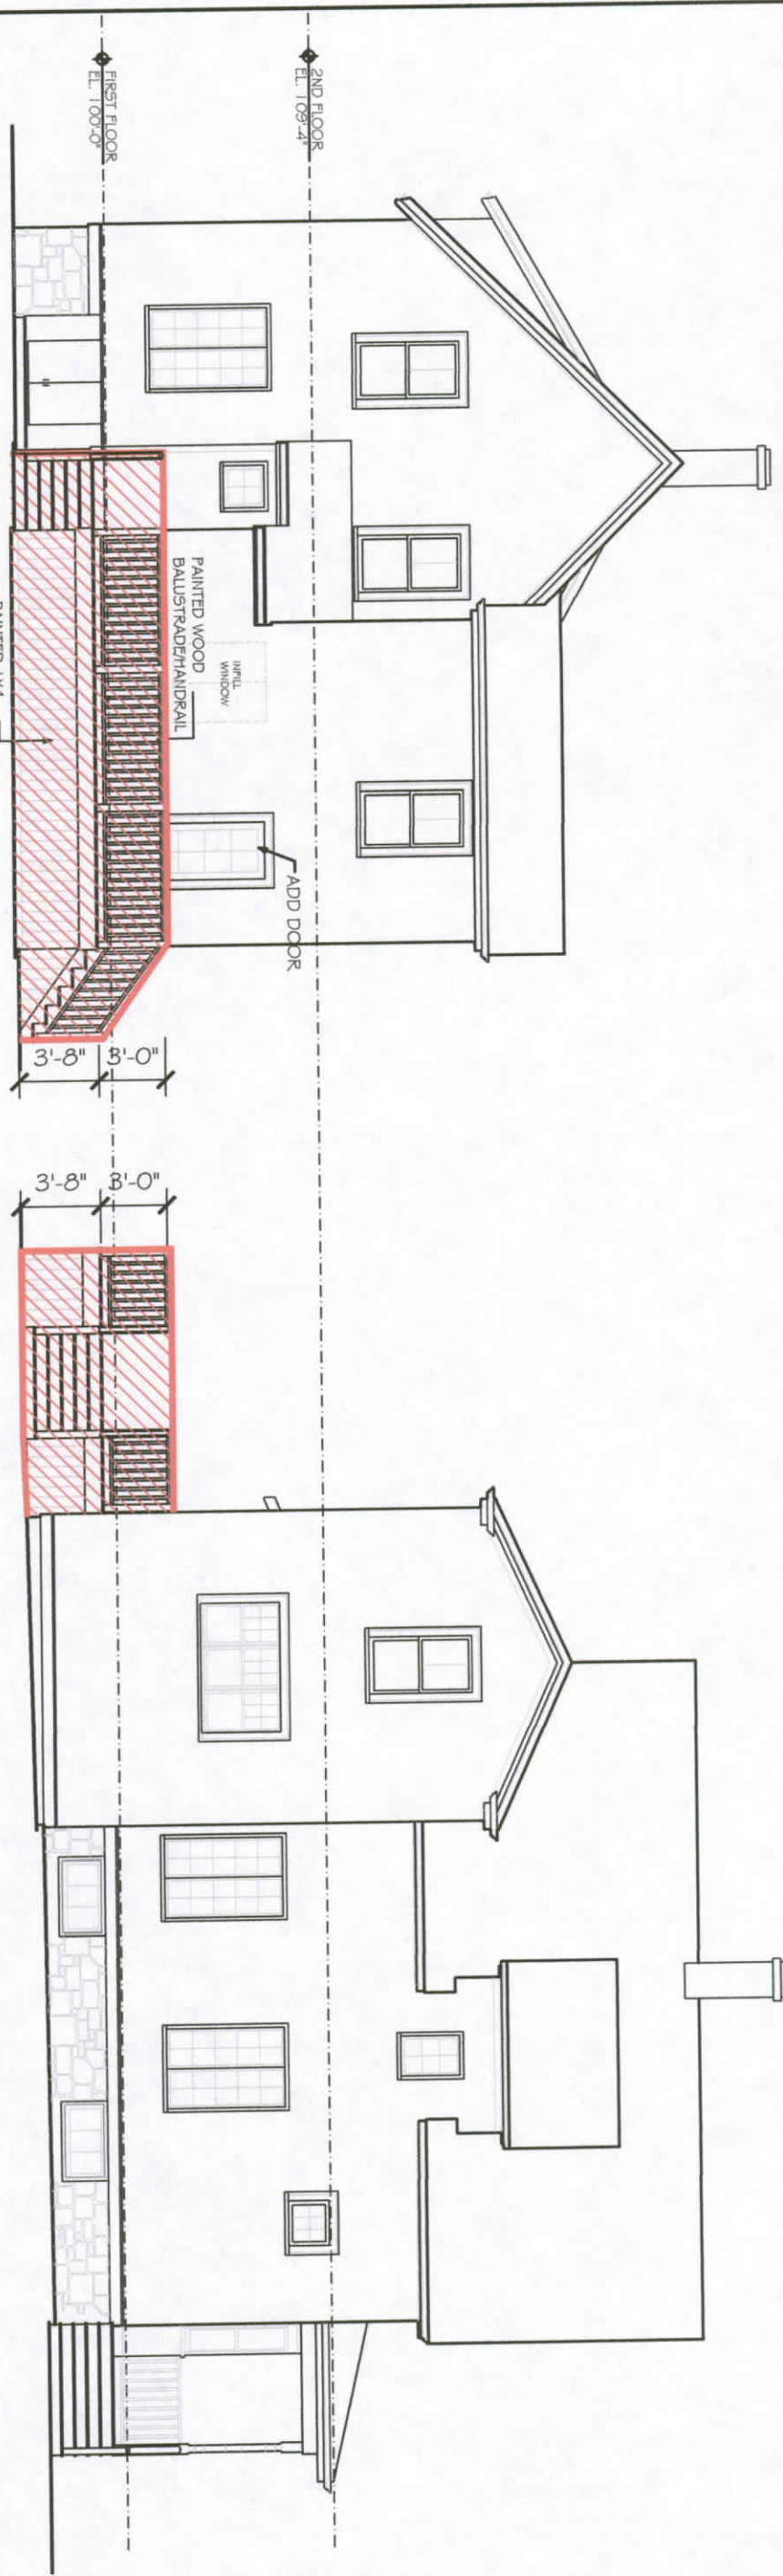 2ND FLOOR
EL. 109'-4"
FIRST FLOOR
EL. 100'-0"
INFILL
WINDOW
PAINTED WOOD
BALUSTRADE/HANDRAIL
ADD DOOR
3'-0"
3'-8"
3'-0"
3'-8"